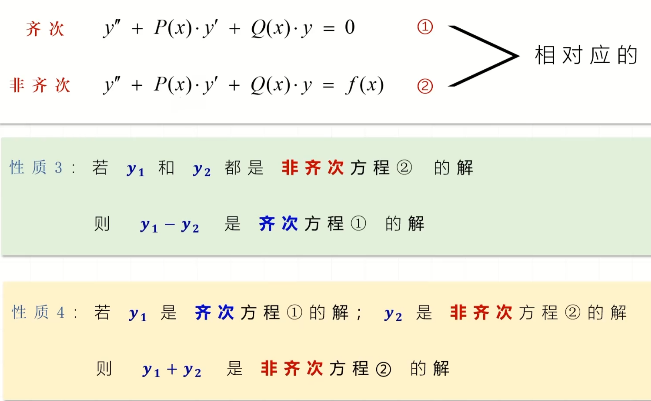 齐次 y″ + P(x)·y′ + Q(x)·y = 0 ①
相对应的
非齐次 y″ + P(x)·y′ + Q(x)·y = f(x) ②
性质3: 若 y₁ 和 y₂ 都是 非齐次方程② 的解
则 y₁ − y₂ 是 齐次方程① 的解
性质4: 若 y₁ 是 齐次方程①的解; y₂ 是 非齐次方程②的解
则 y₁ + y₂ 是 非齐次方程② 的解